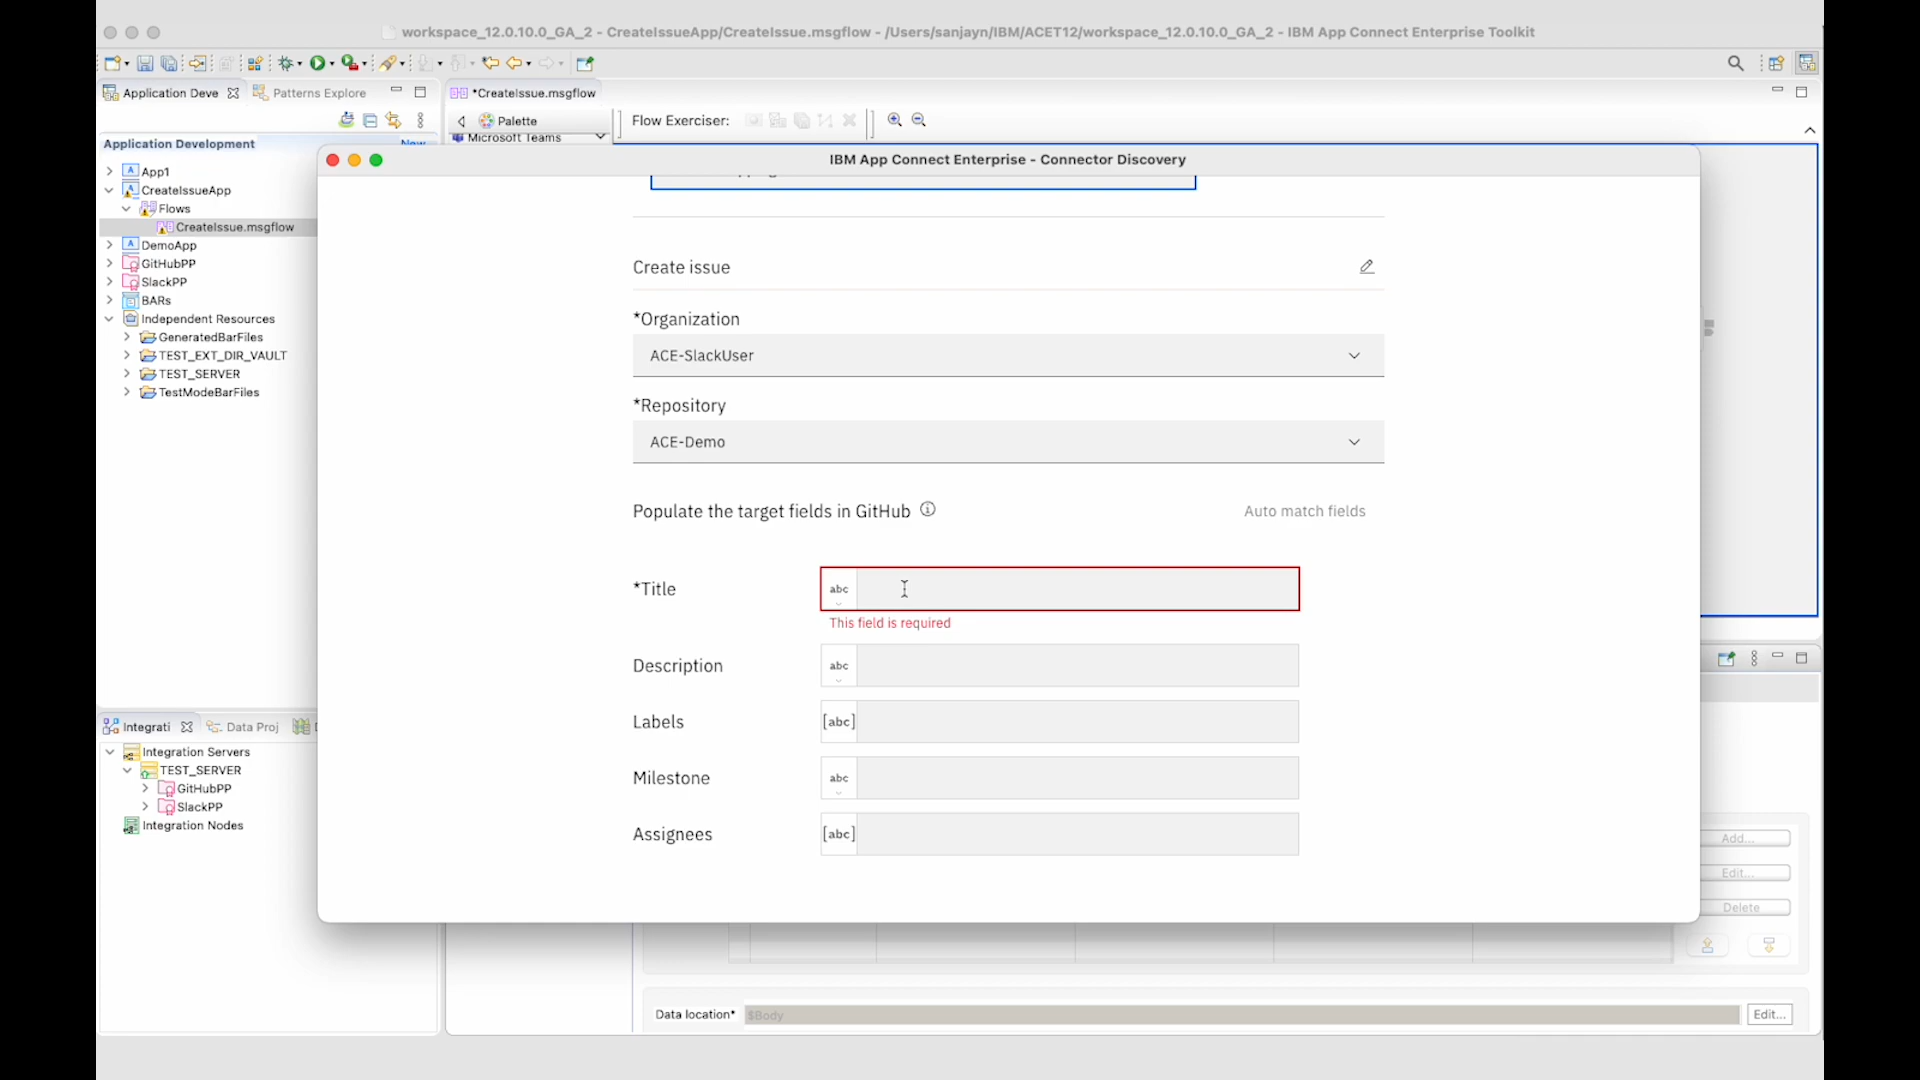 workspace_12.0.10.0_GA_2 - CreateIssueApp/CreateIssue.msgflow - /Users/sanjayn/IBM/ACET12/workspace_12.0.10.0_GA_2 - IBM App Connect Enterprise Toolkit
Application Deve
Patterns Explore
*CreateIssue.msgflow
Palette
Flow Exerciser:
Microsoft Teams
Application Development
New
IBM App Connect Enterprise - Connector Discovery
App1
CreateIssueApp
Flows
CreateIssue.msgflow
DemoApp
GitHubPP
SlackPP
BARs
Independent Resources
GeneratedBarFiles
TEST_EXT_DIR_VAULT
TEST_SERVER
TestModeBarFiles
Create issue
*Organization
ACE-SlackUser
*Repository
ACE-Demo
Populate the target fields in GitHub
Auto match fields
*Title
abc
This field is required
Description
abc
Labels
[abc]
Milestone
abc
Assignees
[abc]
Integrati
Data Proj
Integration Servers
TEST_SERVER
GitHubPP
SlackPP
Integration Nodes
Add...
Edit...
Delete
Data location*
$Body
Edit...